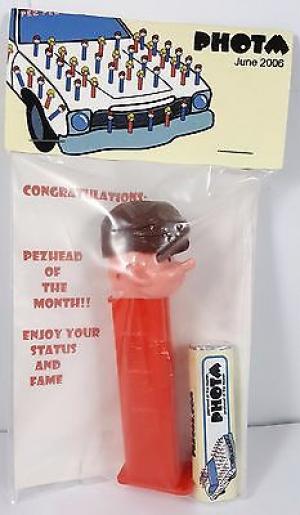 PHOTM
June 2006
CONGRATULATIONS
PEZHEAD
OF
THE
MONTH!!
ENJOY YOUR
STATUS
AND
FAME
PHOTM